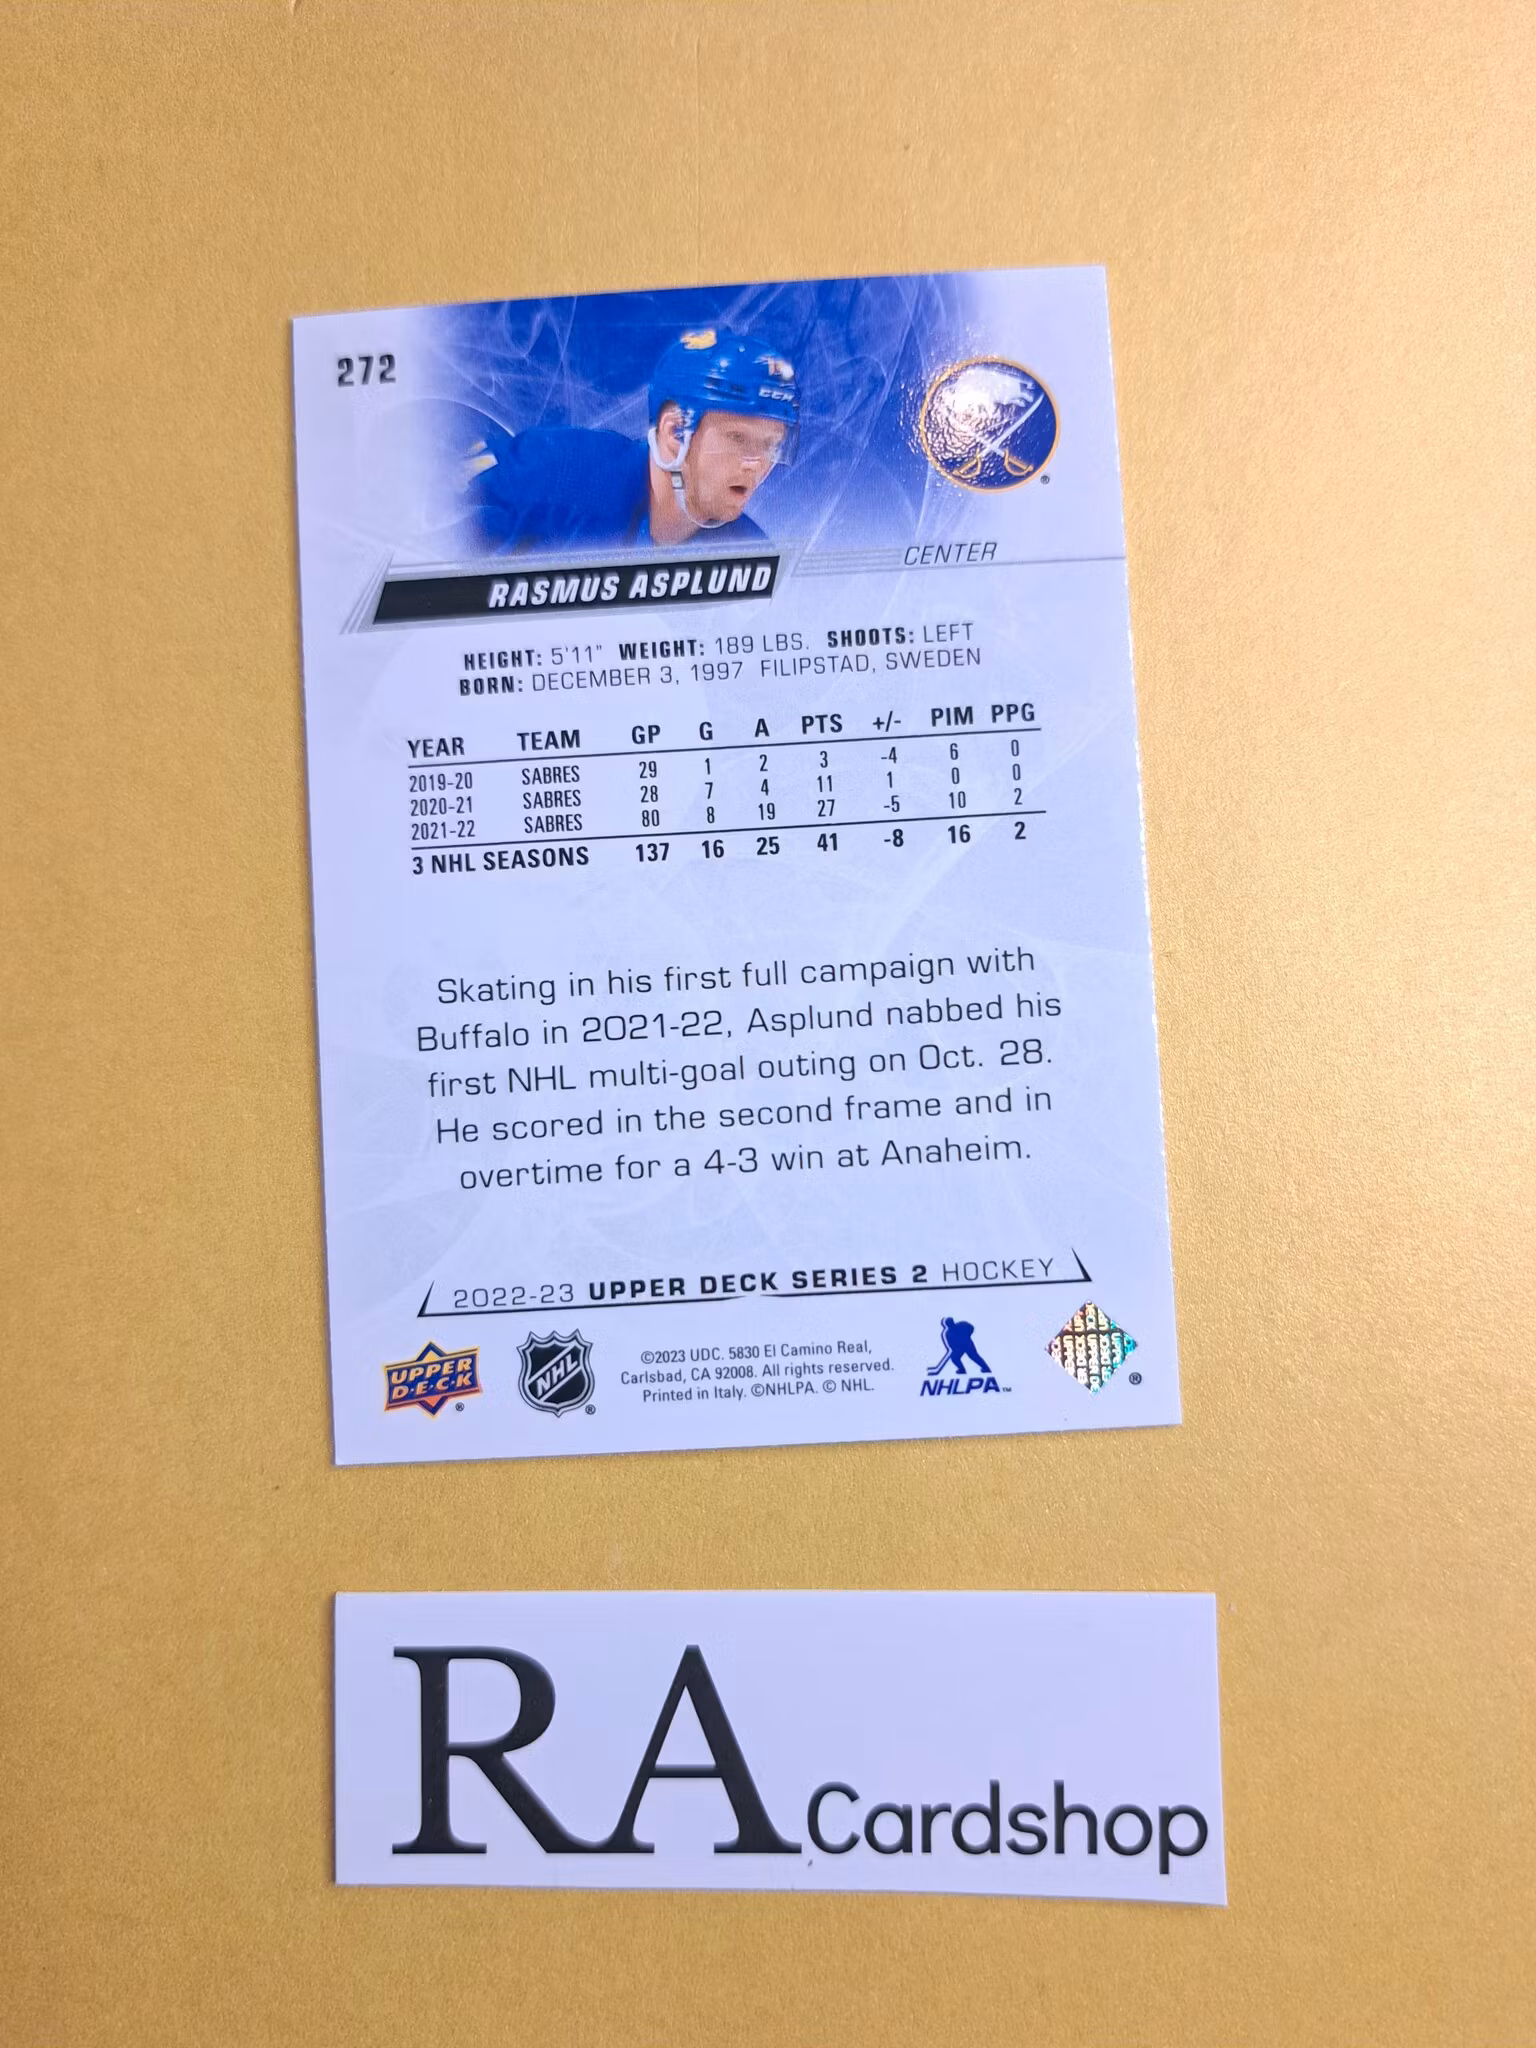 272
CCM
CENTER
RASMUS ASPLUND
HEIGHT: 5'11" WEIGHT: 189 LBS. SHOOTS: LEFT
BORN: DECEMBER 3, 1997 FILIPSTAD, SWEDEN
YEAR TEAM GP G A PTS +/- PIM PPG
2019-20 SABRES 29 1 2 3 -4 6 0
2020-21 SABRES 28 7 4 11 1 0 0
2021-22 SABRES 80 8 19 27 -5 10 2
3 NHL SEASONS 137 16 25 41 -8 16 2
Skating in his first full campaign with
Buffalo in 2021-22, Asplund nabbed his
first NHL multi-goal outing on Oct. 28.
He scored in the second frame and in
overtime for a 4-3 win at Anaheim.
2022-23 UPPER DECK SERIES 2 HOCKEY
UPPER
D·E·C·K
®
NHL
®
©2023 UDC. 5830 El Camino Real,
Carlsbad, CA 92008. All rights reserved.
Printed in Italy. ©NHLPA. © NHL.
NHLPA™
®
RA Cardshop